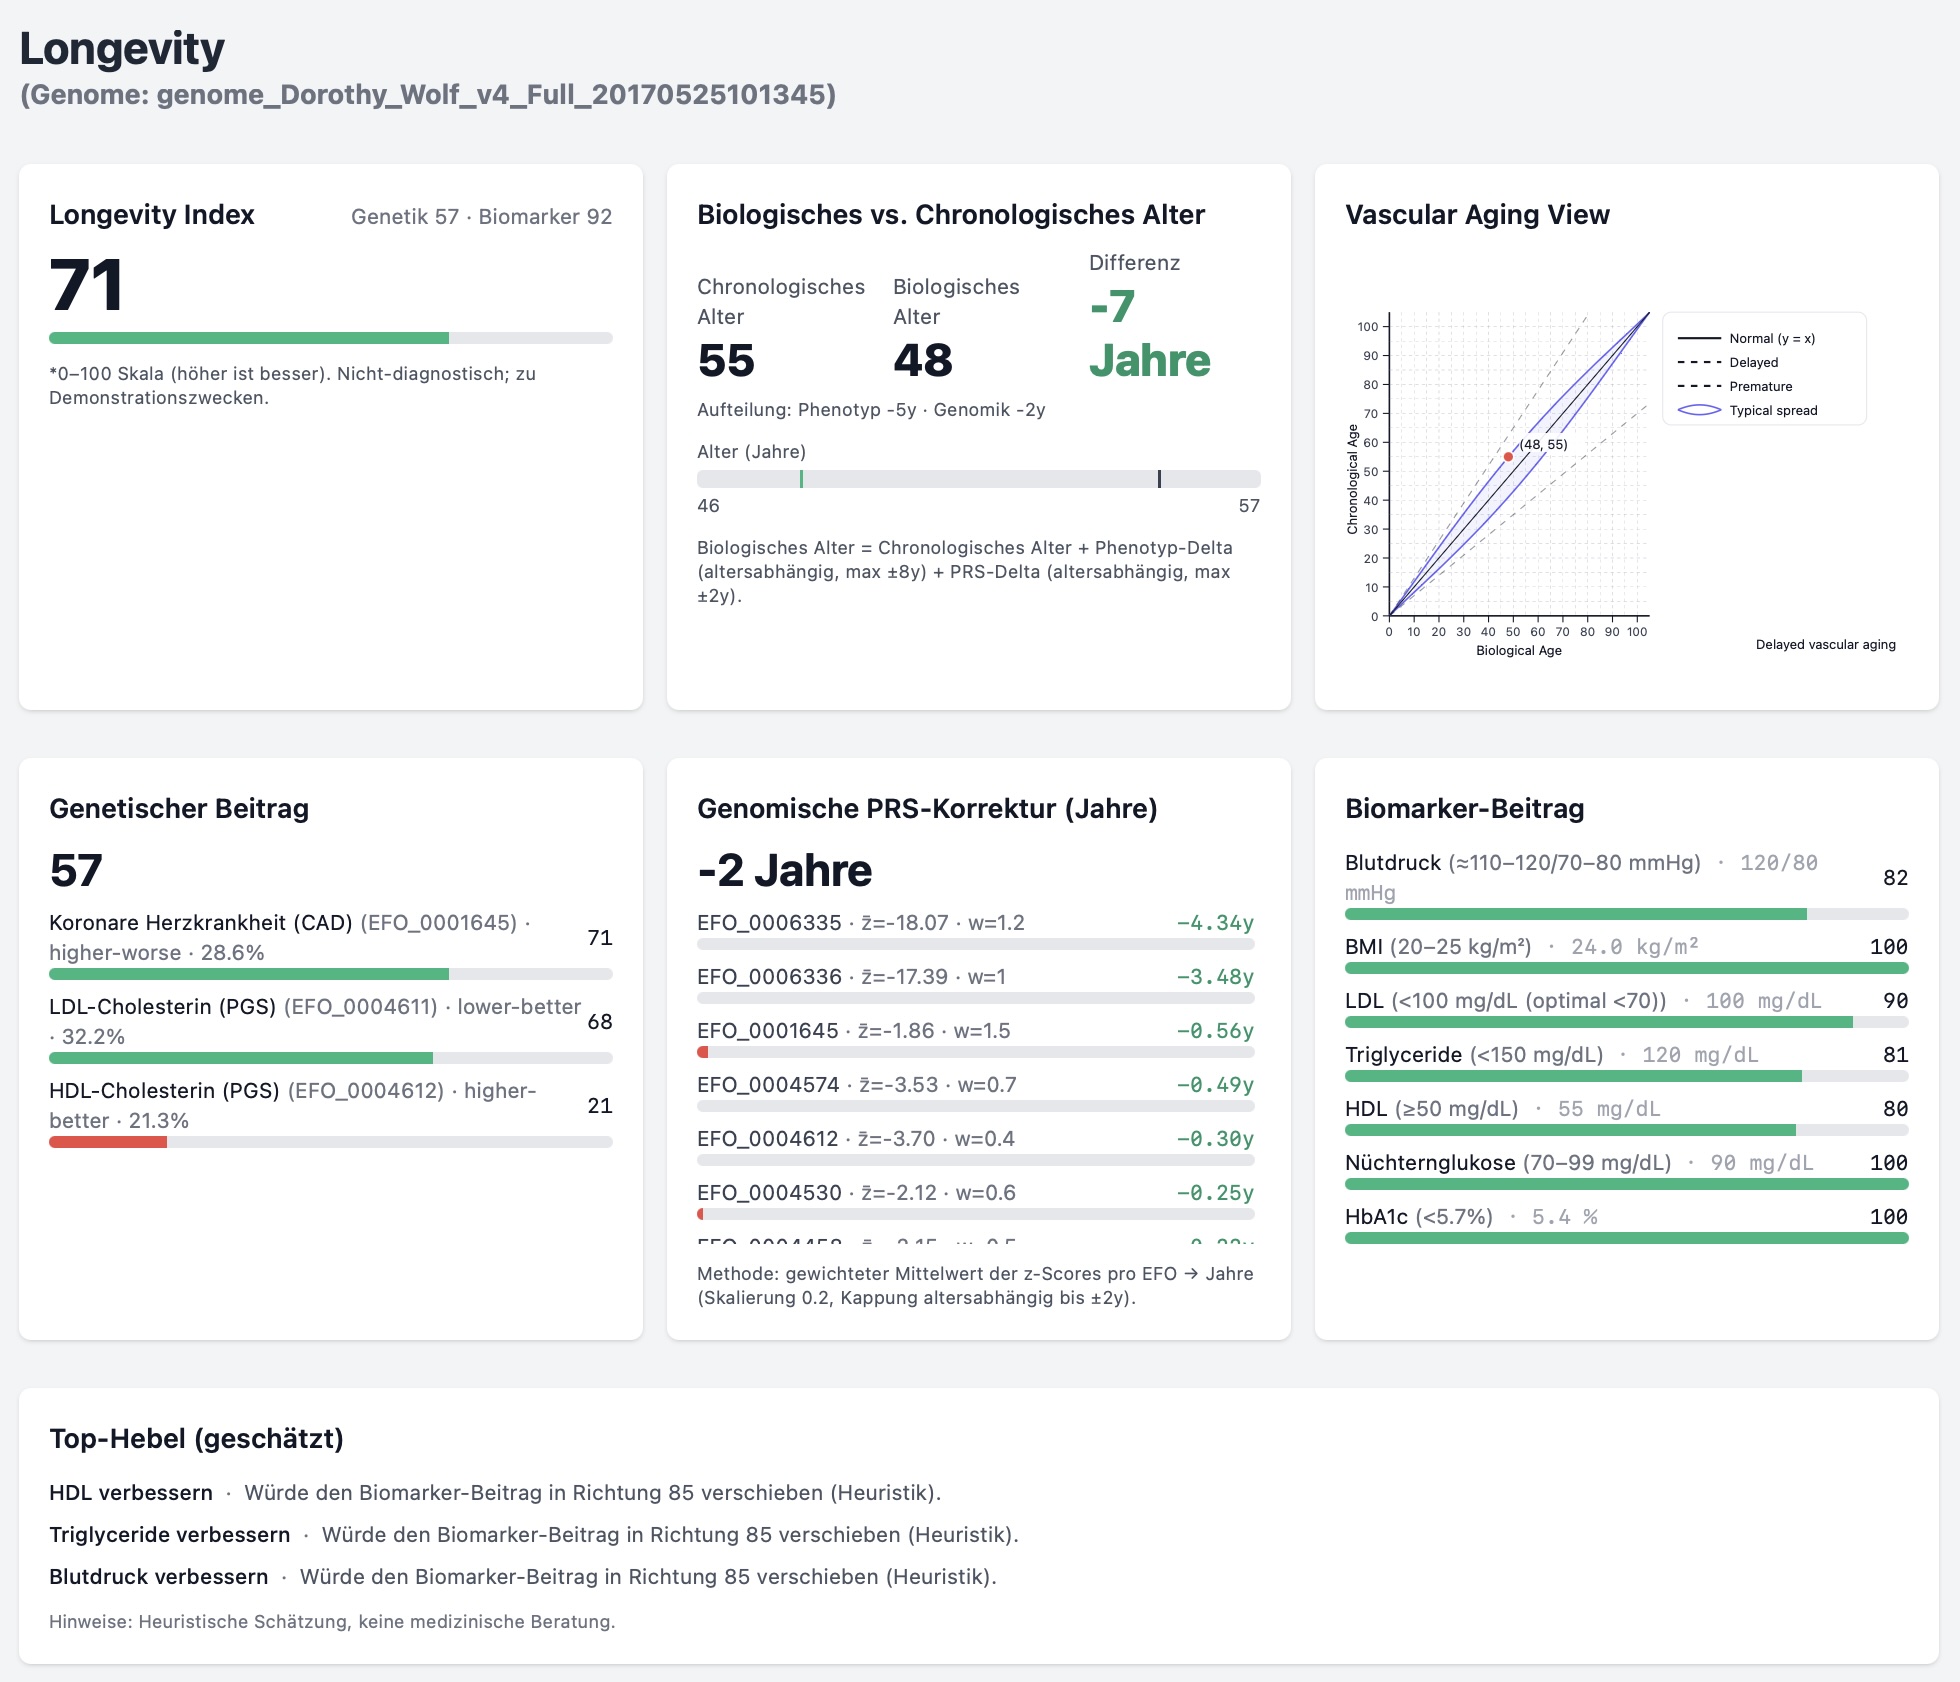 Longevity
(Genome: genome_Dorothy_Wolf_v4_Full_20170525101345)
Longevity Index
Genetik 57 · Biomarker 92
71
*0–100 Skala (höher ist besser). Nicht-diagnostisch; zu
Demonstrationszwecken.
Biologisches vs. Chronologisches Alter
Chronologisches
Alter
55
Biologisches
Alter
48
Differenz
-7
Jahre
Aufteilung: Phenotyp -5y · Genomik -2y
Alter (Jahre)
46
57
Biologisches Alter = Chronologisches Alter + Phenotyp-Delta
(altersabhängig, max ±8y) + PRS-Delta (altersabhängig, max
±2y).
Vascular Aging View
Chronological Age
100
90
80
70
60
50
40
30
20
10
0
(48, 55)
0 10 20 30 40 50 60 70 80 90 100
Biological Age
Normal (y = x)
Delayed
Premature
Typical spread
Delayed vascular aging
Genetischer Beitrag
57
Koronare Herzkrankheit (CAD) (EFO_0001645) ·
higher-worse · 28.6%
71
LDL-Cholesterin (PGS) (EFO_0004611) · lower-better
· 32.2%
68
HDL-Cholesterin (PGS) (EFO_0004612) · higher-
better · 21.3%
21
Genomische PRS-Korrektur (Jahre)
-2 Jahre
EFO_0006335 · z̄=-18.07 · w=1.2 −4.34y
EFO_0006336 · z̄=-17.39 · w=1 −3.48y
EFO_0001645 · z̄=-1.86 · w=1.5 −0.56y
EFO_0004574 · z̄=-3.53 · w=0.7 −0.49y
EFO_0004612 · z̄=-3.70 · w=0.4 −0.30y
EFO_0004530 · z̄=-2.12 · w=0.6 −0.25y
Methode: gewichteter Mittelwert der z-Scores pro EFO → Jahre
(Skalierung 0.2, Kappung altersabhängig bis ±2y).
Biomarker-Beitrag
Blutdruck (≈110–120/70–80 mmHg) · 120/80
mmHg
82
BMI (20–25 kg/m²) · 24.0 kg/m² 100
LDL (<100 mg/dL (optimal <70)) · 100 mg/dL 90
Triglyceride (<150 mg/dL) · 120 mg/dL 81
HDL (≥50 mg/dL) · 55 mg/dL 80
Nüchternglukose (70–99 mg/dL) · 90 mg/dL 100
HbA1c (<5.7%) · 5.4 % 100
Top-Hebel (geschätzt)
HDL verbessern · Würde den Biomarker-Beitrag in Richtung 85 verschieben (Heuristik).
Triglyceride verbessern · Würde den Biomarker-Beitrag in Richtung 85 verschieben (Heuristik).
Blutdruck verbessern · Würde den Biomarker-Beitrag in Richtung 85 verschieben (Heuristik).
Hinweise: Heuristische Schätzung, keine medizinische Beratung.